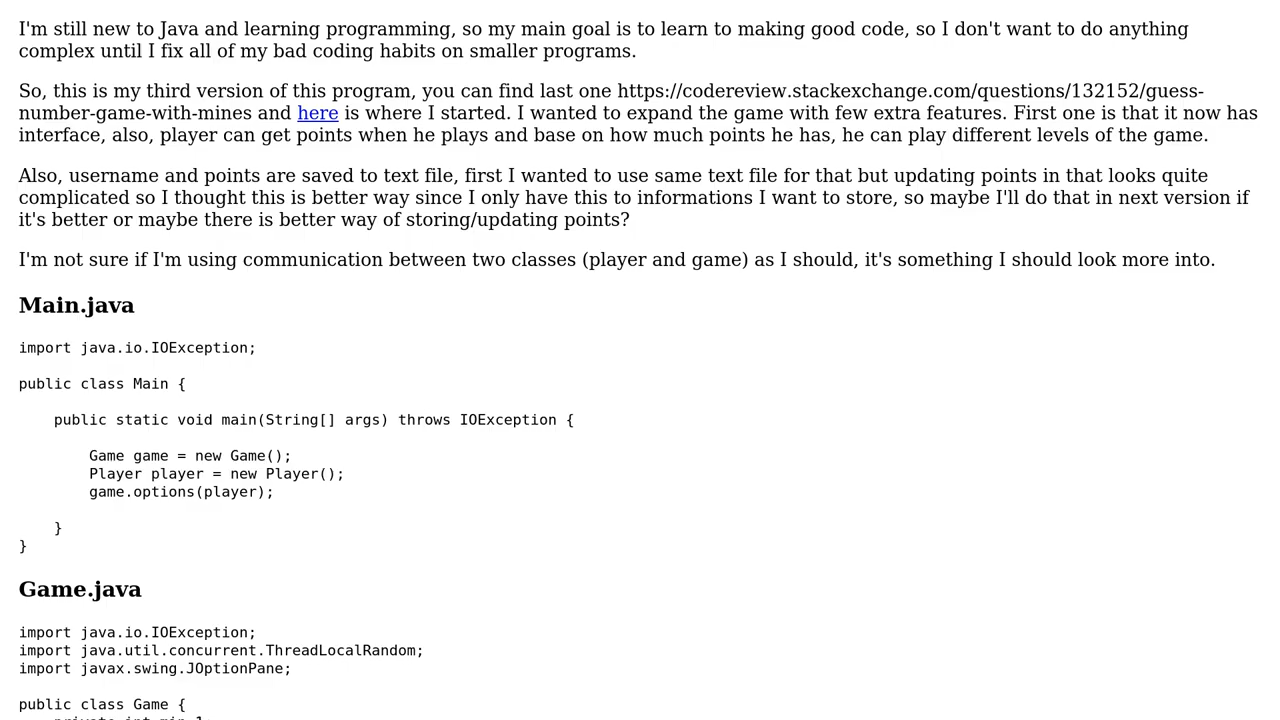 I'm still new to Java and learning programming, so my main goal is to learn to making good code, so I don't want to do anything
complex until I fix all of my bad coding habits on smaller programs.
So, this is my third version of this program, you can find last one https://codereview.stackexchange.com/questions/132152/guess-
number-game-with-mines and here is where I started. I wanted to expand the game with few extra features. First one is that it now has
interface, also, player can get points when he plays and base on how much points he has, he can play different levels of the game.
Also, username and points are saved to text file, first I wanted to use same text file for that but updating points in that looks quite
complicated so I thought this is better way since I only have this to informations I want to store, so maybe I'll do that in next version if
it's better or maybe there is better way of storing/updating points?
I'm not sure if I'm using communication between two classes (player and game) as I should, it's something I should look more into.
Main.java
import java.io.IOException;
public class Main {
public static void main(String[] args) throws IOException {
Game game = new Game();
Player player = new Player();
game.options(player);
}
}
Game.java
import java.io.IOException;
import java.util.concurrent.ThreadLocalRandom;
import javax.swing.JOptionPane;
public class Game {